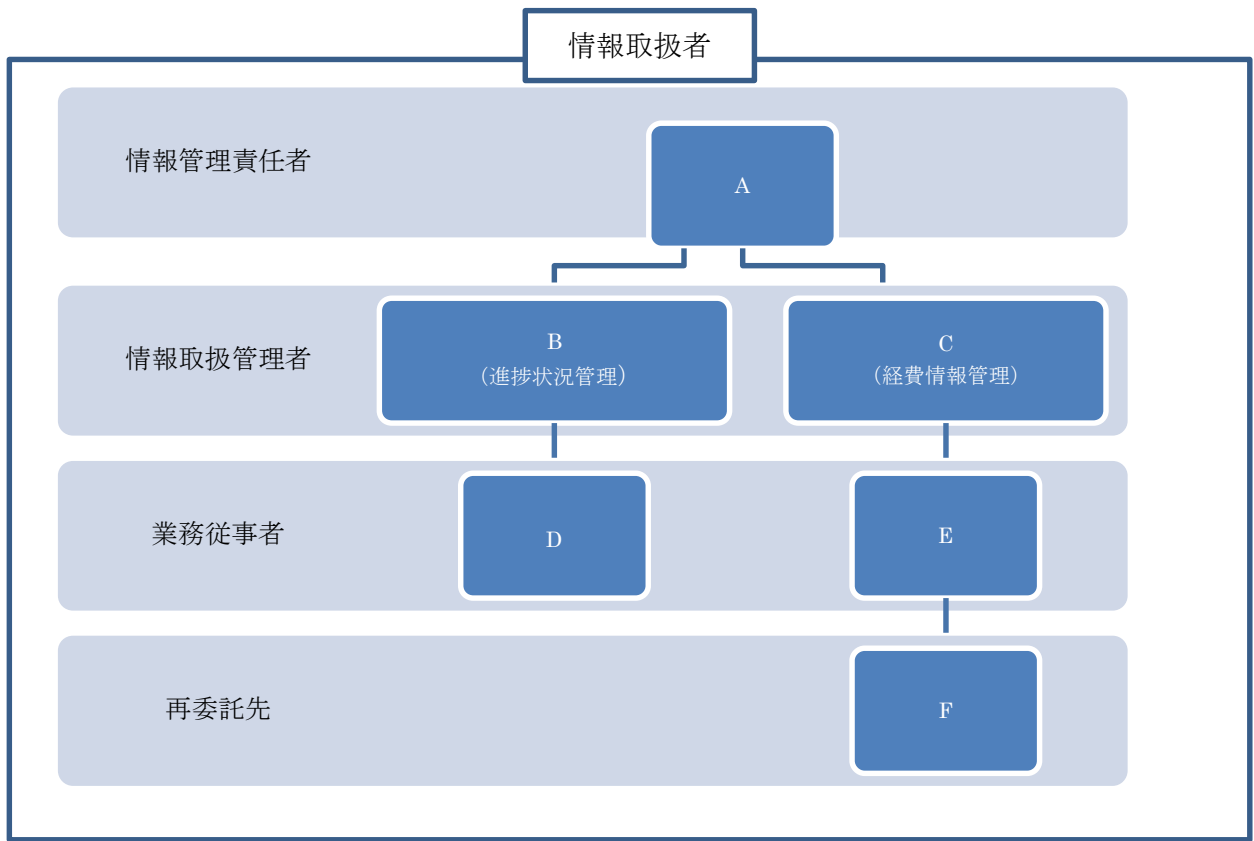 情報取扱者
情報管理責任者
A
情報取扱管理者
B
（進捗状況管理）
C
（経費情報管理）
業務従事者
D
E
再委託先
F